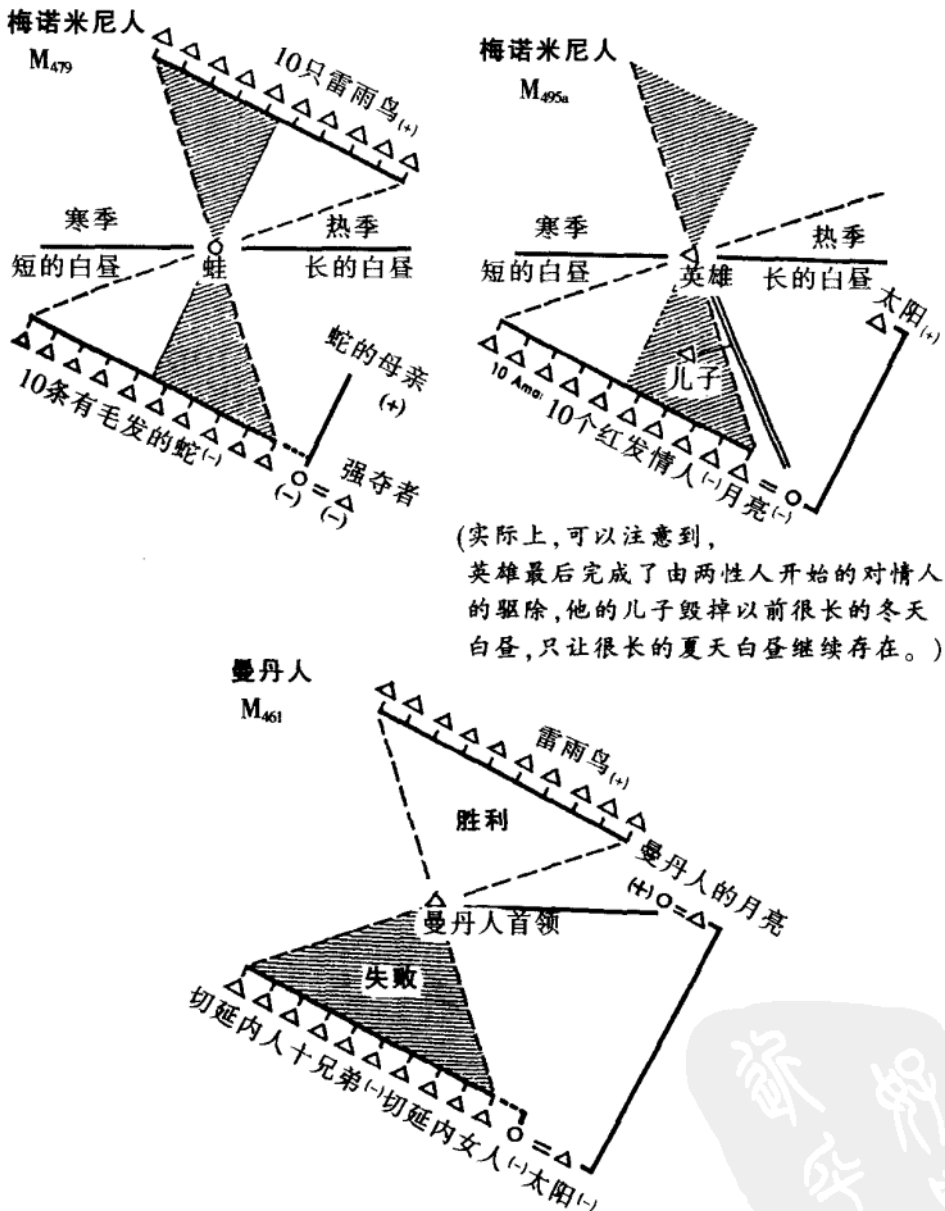 梅诺米尼人
M479
10只雷雨鸟(+)
寒季
热季
短的白昼
蛙
长的白昼
10条有毛发的蛇(-)
蛇的母亲
(+)
强夺者
(-)
(-)
梅诺米尼人
M495a
寒季
热季
短的白昼
英雄
长的白昼
太阳(+)
儿子
10个红发情人(-)月亮(-)
(实际上,可以注意到,
英雄最后完成了由两性人开始的对情人
的驱除,他的儿子毁掉以前很长的冬天
白昼,只让很长的夏天白昼继续存在。)
曼丹人
M461
雷雨鸟(+)
胜利
曼丹人的月亮
(+)
曼丹人首领
失败
切延内人十兄弟(-)切延内女人(-)太阳(-)